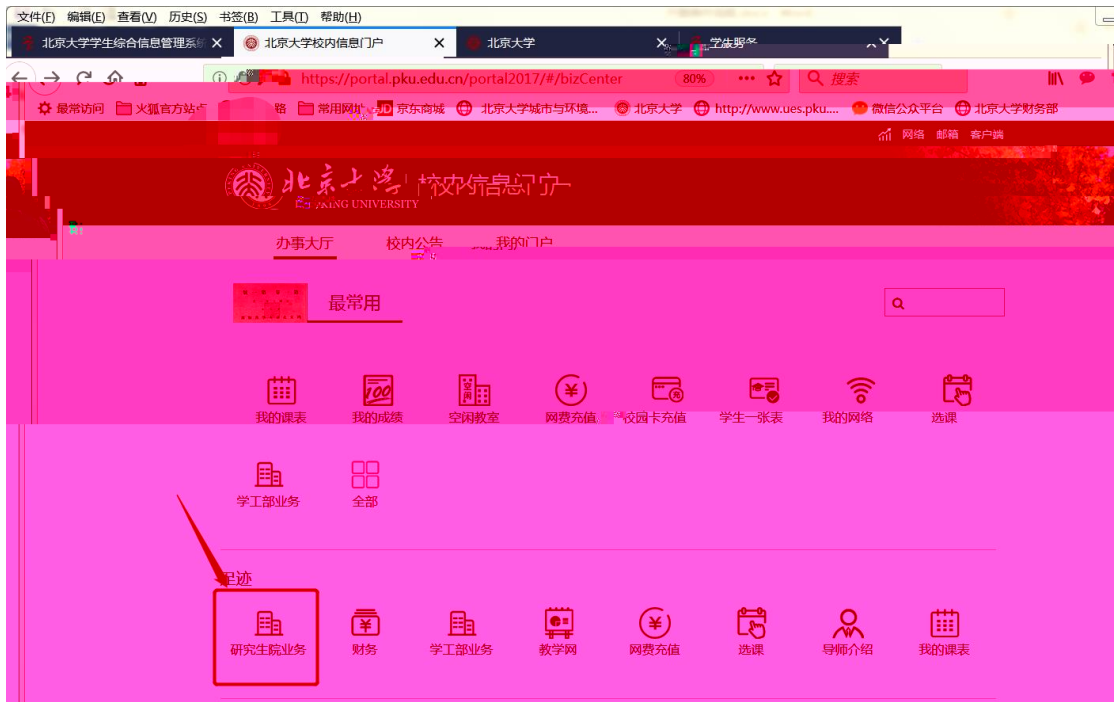 文件(F) 编辑(E) 查看(V) 历史(S) 书签(B) 工具(T) 帮助(H)
北京大学学生综合信息管理系统 北京大学校内信息门户 北京大学
https://portal.pku.edu.cn/portal2017/#/bizCenter 80% 搜索
最常访问 火狐官方站点 常用网址 JD 京东商城 北京大学城市与环境... 北京大学 http://www.ues.pku.... 微信公众平台 北京大学财务部
网络 邮箱 客户端
北京大学 校内信息门户
PEKING UNIVERSITY
办事大厅 校内公告 我的门户
最常用
我的课表 我的成绩 空闲教室 网费充值 校园卡充值 学生一张表 我的网络 选课
学工部业务 全部
足迹
研究生院业务 财务 学工部业务 教学网 网费充值 选课 导师介绍 我的课表